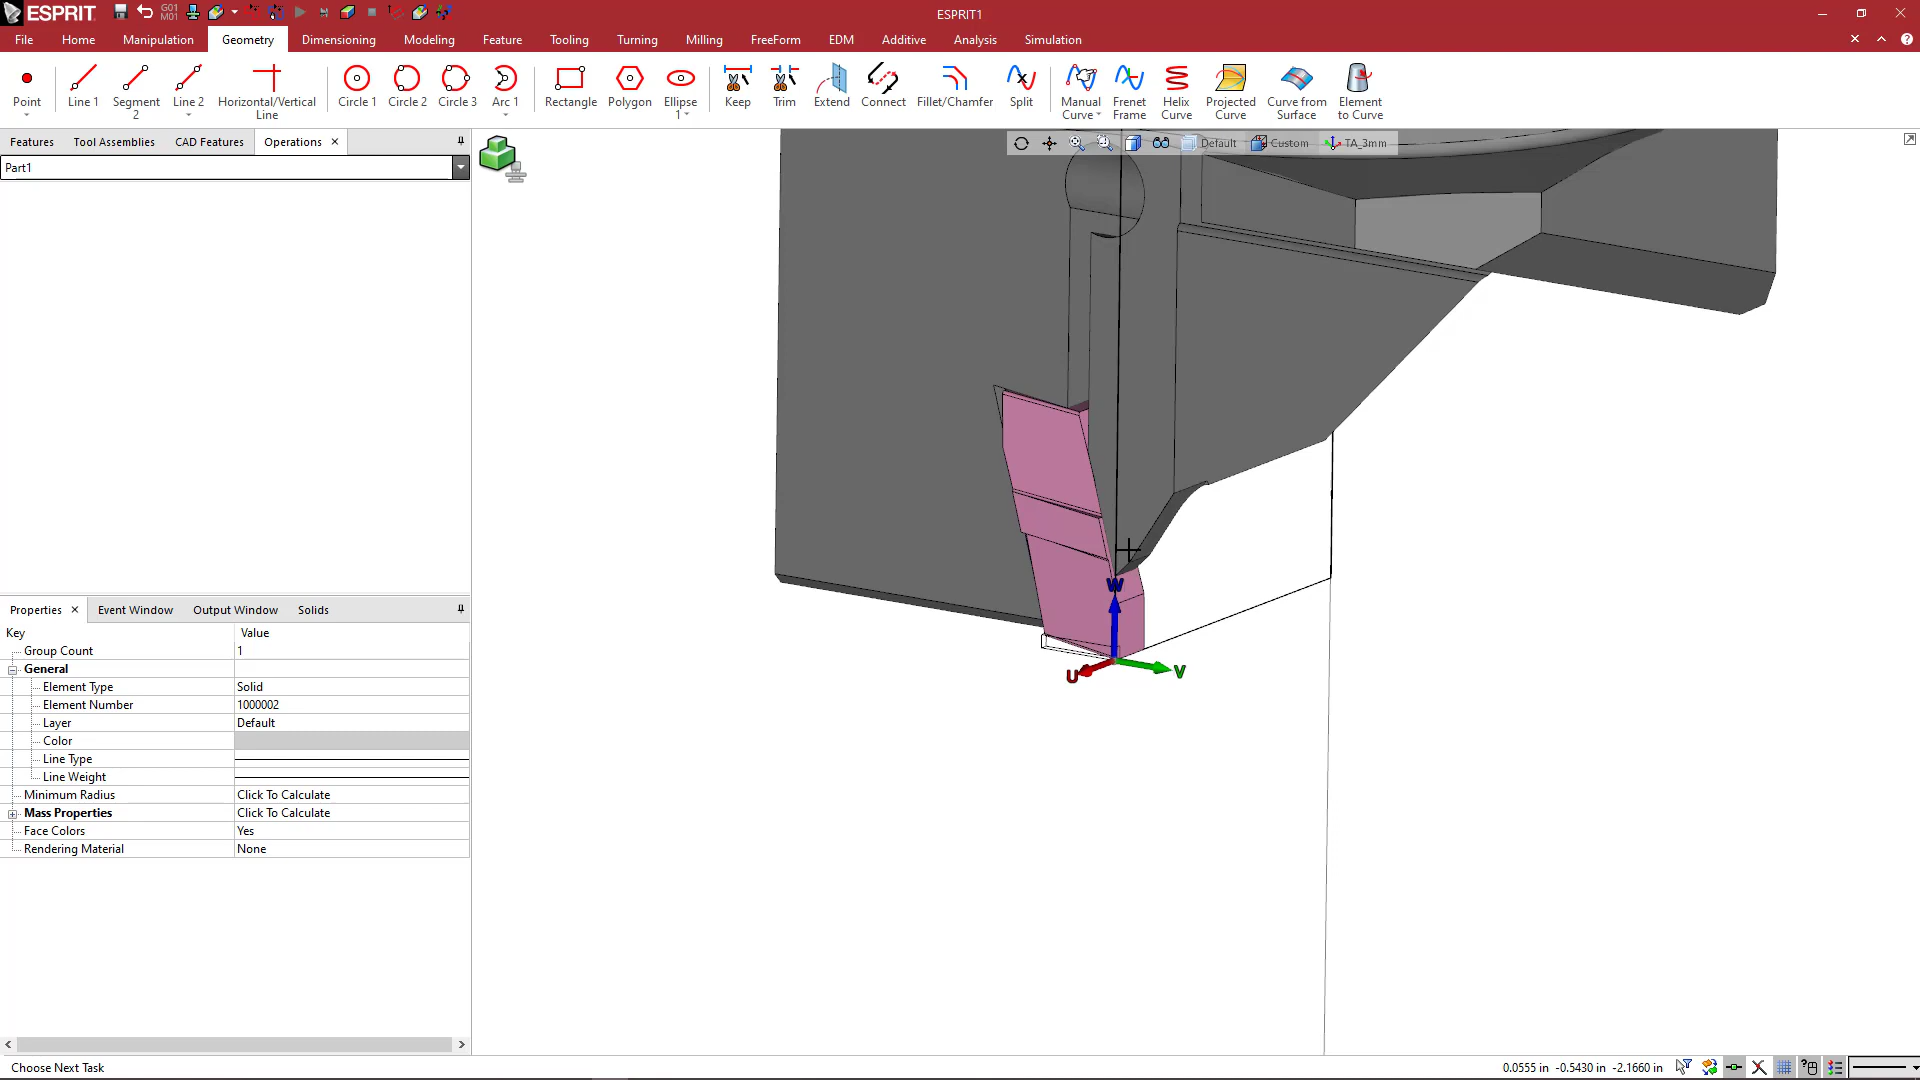 ESPRIT
G01
M01
ESPRIT1
File
Home
Manipulation
Geometry
Dimensioning
Modeling
Feature
Tooling
Turning
Milling
FreeForm
EDM
Additive
Analysis
Simulation
Point
Line 1
Segment
2
Line 2
Horizontal/Vertical
Line
Circle 1
Circle 2
Circle 3
Arc 1
Rectangle
Polygon
Ellipse
1
Keep
Trim
Extend
Connect
Fillet/Chamfer
Split
Manual
Curve
Frenet
Frame
Helix
Curve
Projected
Curve
Curve from
Surface
Element
to Curve
Features
Tool Assemblies
CAD Features
Operations
Default
Custom
TA_3mm
Part1
W
U
V
Properties
Event Window
Output Window
Solids
Key Value
Group Count 1
General
Element Type Solid
Element Number 1000002
Layer Default
Color
Line Type
Line Weight
Minimum Radius Click To Calculate
Mass Properties Click To Calculate
Face Colors Yes
Rendering Material None
Choose Next Task
0.0555 in -0.5430 in -2.1660 in